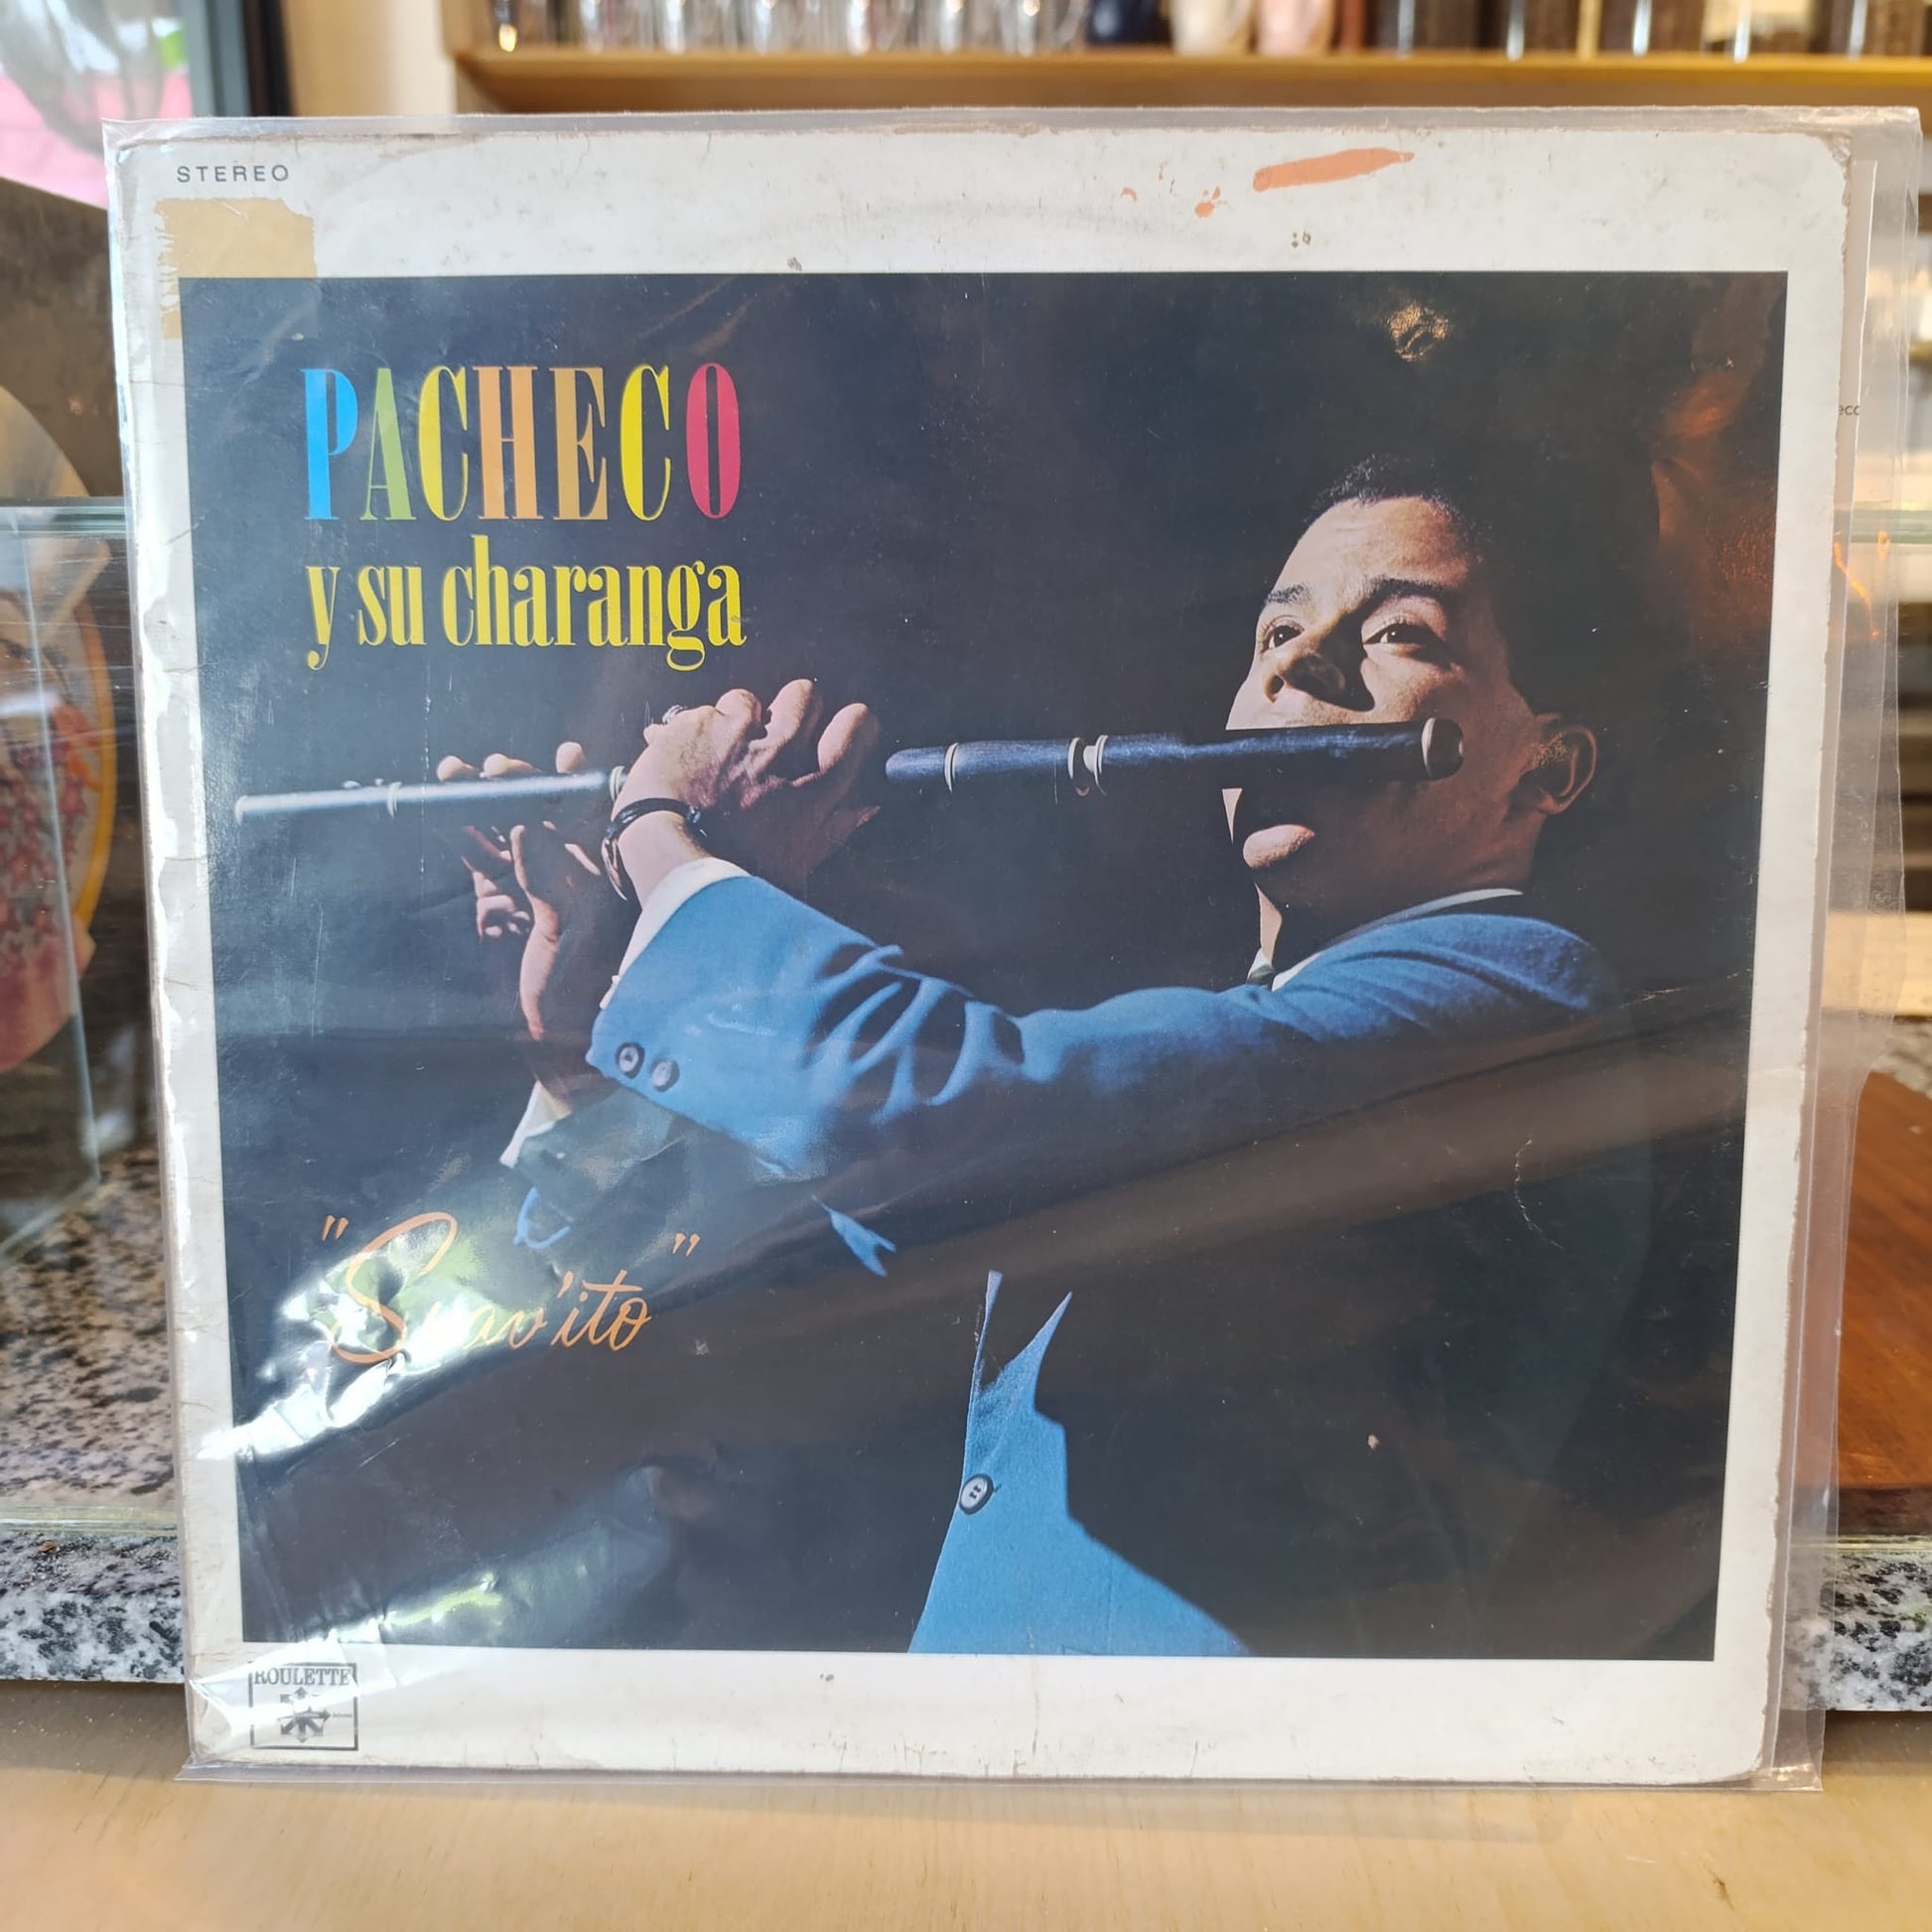 STEREO
PACHECO
y su charanga
"Suav'ito"
ROULETTE